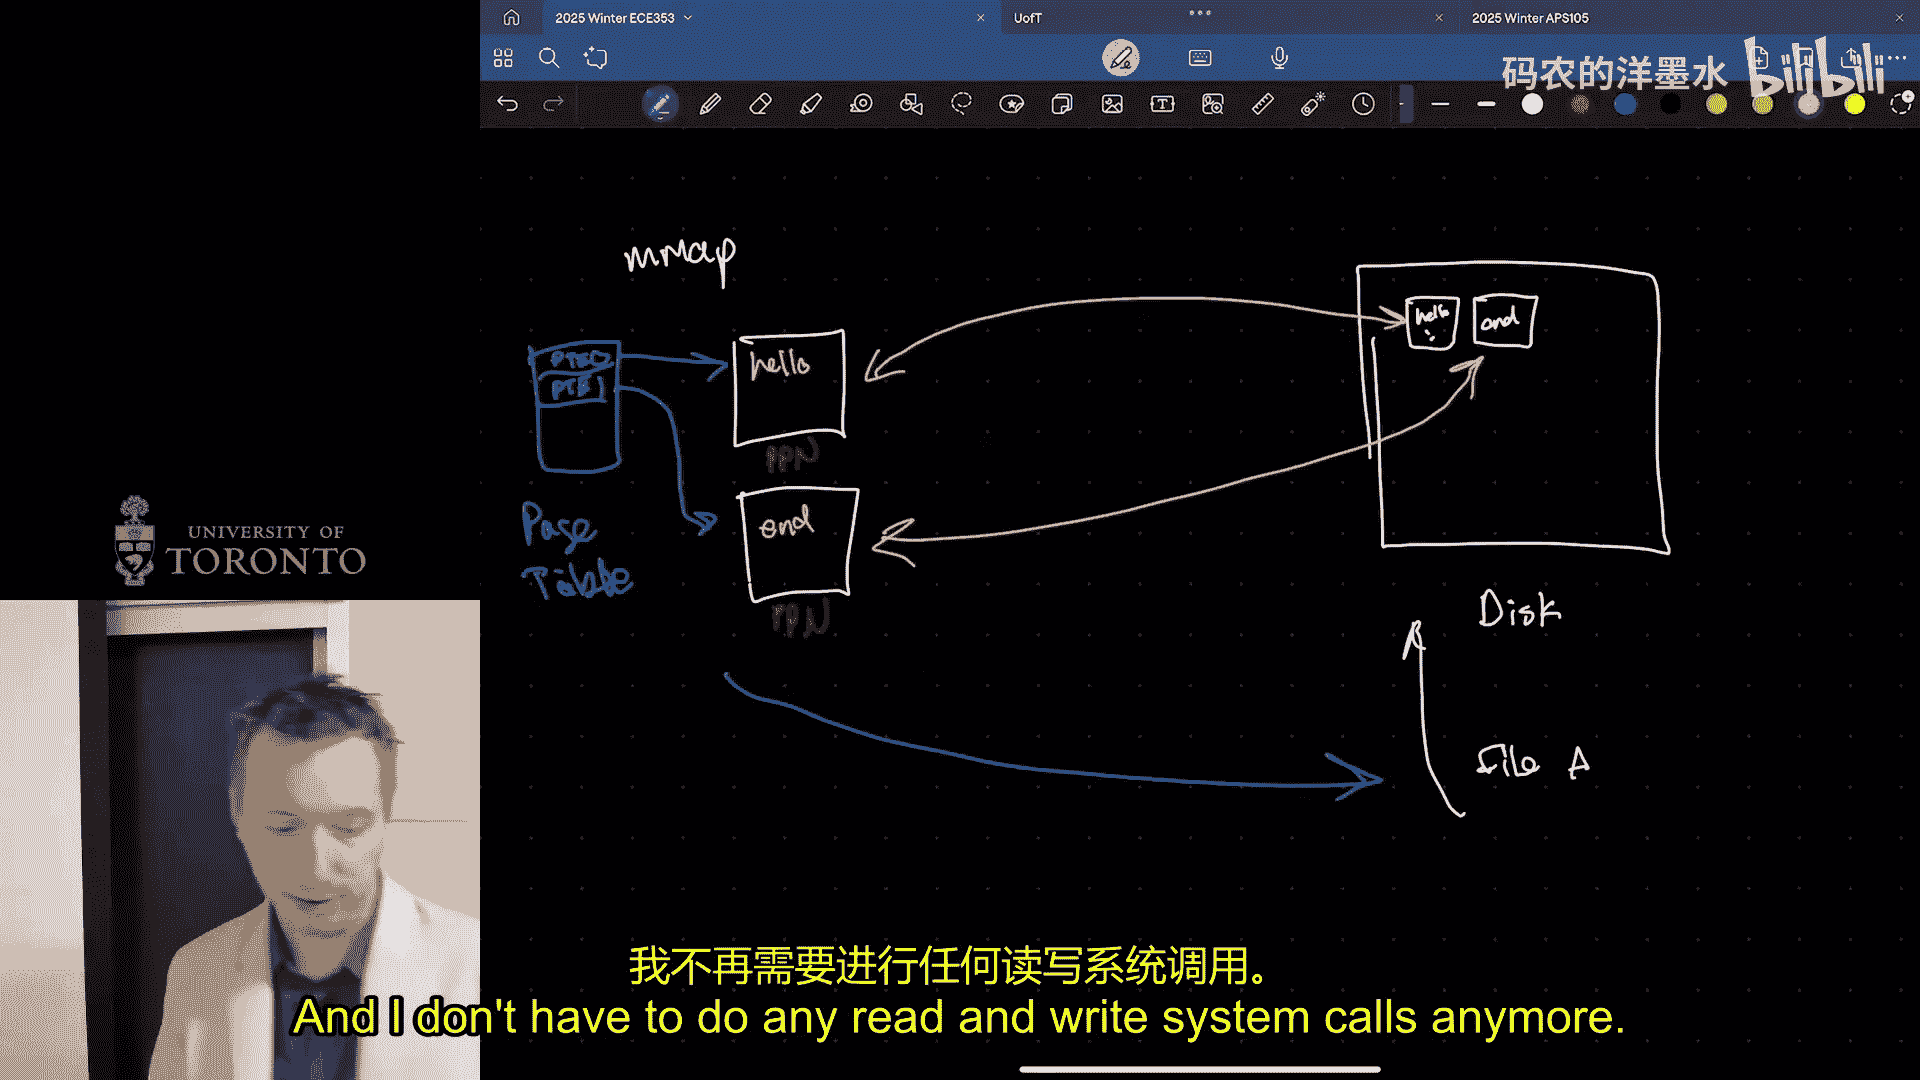 2025 Winter ECE353
UofT
2025 Winter APS105
码农的洋墨水 bilibili
mmap
hello
end
PTE0
PTE1
hello
PPN
Page
Table
end
PPN
Disk
File A
UNIVERSITY OF
TORONTO
我不再需要进行任何读写系统调用。
And I don't have to do any read and write system calls anymore.